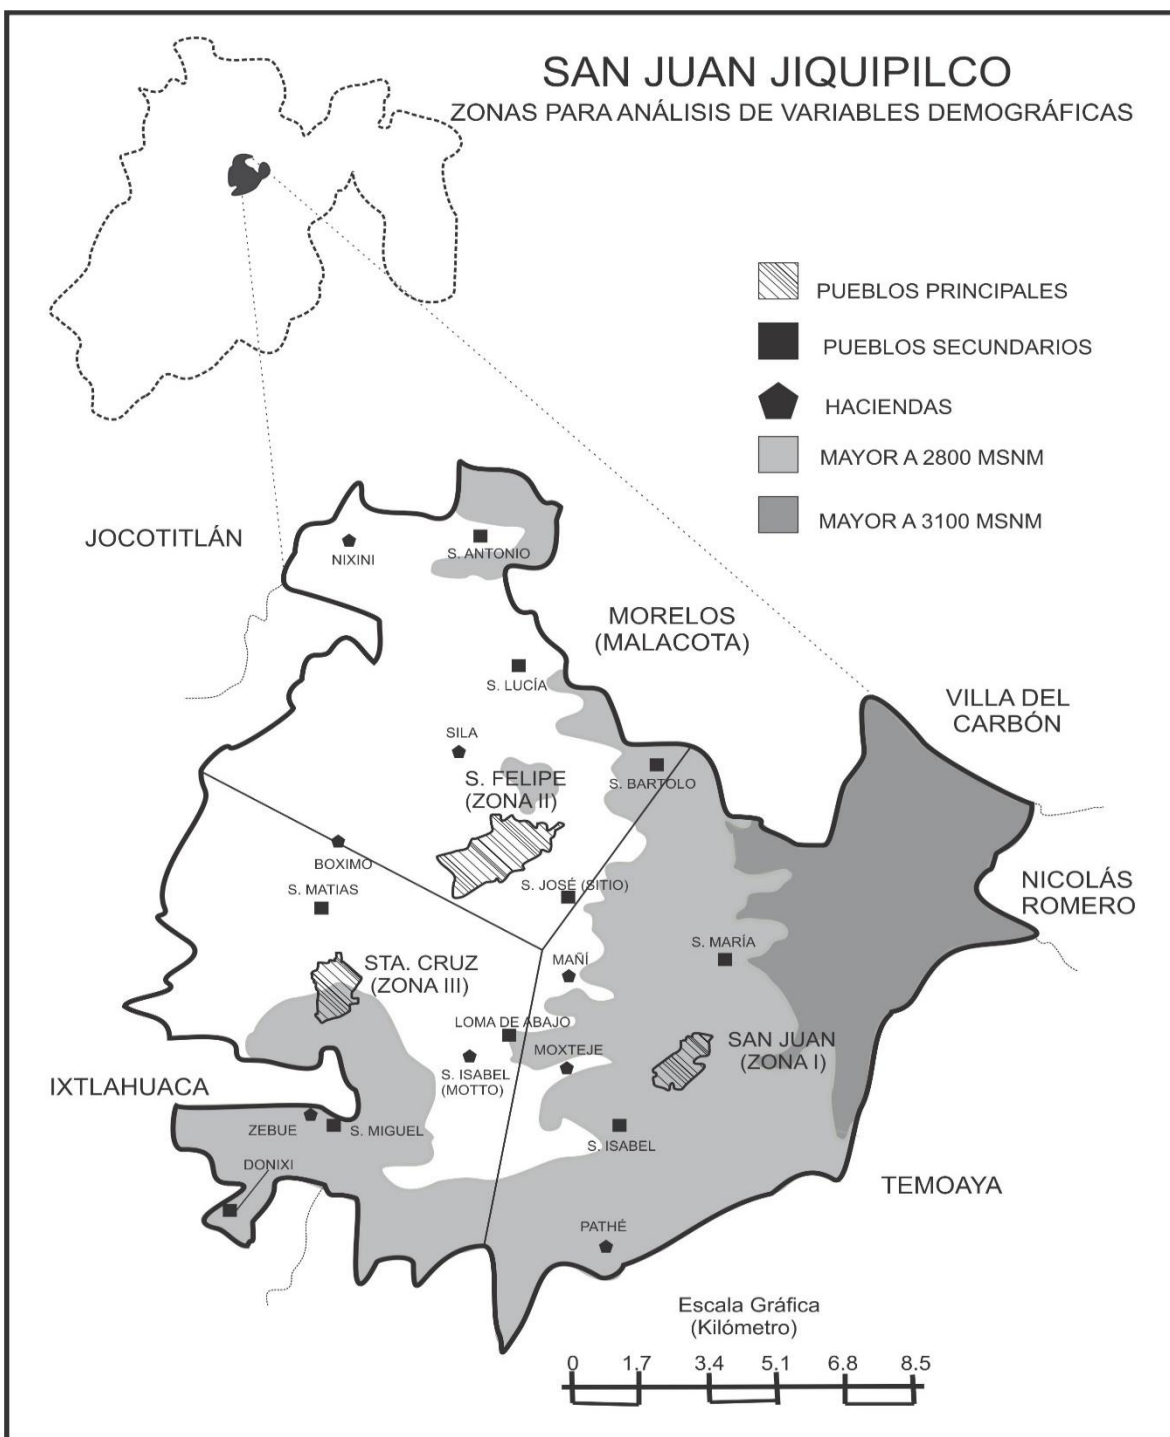 SAN JUAN JIQUIPILCO
ZONAS PARA ANÁLISIS DE VARIABLES DEMOGRÁFICAS
PUEBLOS PRINCIPALES
PUEBLOS SECUNDARIOS
HACIENDAS
MAYOR A 2800 MSNM
MAYOR A 3100 MSNM
JOCOTITLÁN
NIXINI
S. ANTONIO
MORELOS
(MALACOTA)
S. LUCÍA
VILLA DEL
CARBÓN
SILA
S. FELIPE
(ZONA II)
S. BARTOLO
BOXIMO
S. MATIAS
S. JOSÉ (SITIO)
NICOLÁS
ROMERO
S. MARÍA
STA. CRUZ
(ZONA III)
MAÑÍ
LOMA DE ABAJO
MOXTEJE
SAN JUAN
(ZONA I)
S. ISABEL
(MOTTO)
IXTLAHUACA
ZEBUE
S. MIGUEL
S. ISABEL
DONIXI
TEMOAYA
PATHÉ
Escala Gráfica
(Kilómetro)
0 1.7 3.4 5.1 6.8 8.5